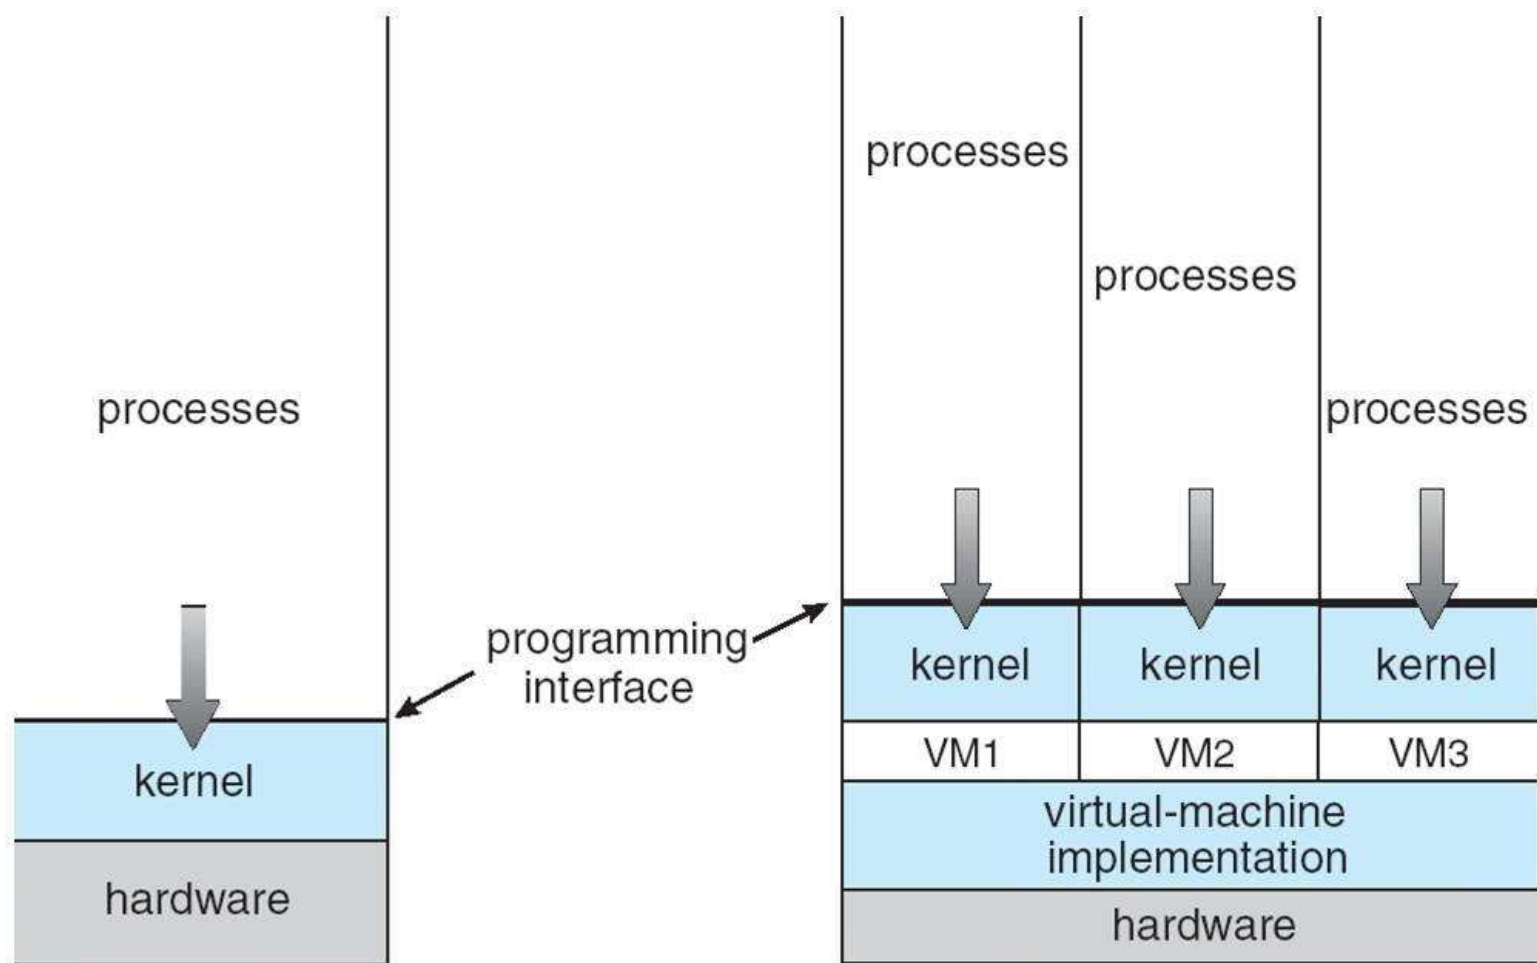 processes
kernel
hardware
programming
interface
processes
processes
processes
kernel
kernel
kernel
VM1
VM2
VM3
virtual-machine
implementation
hardware